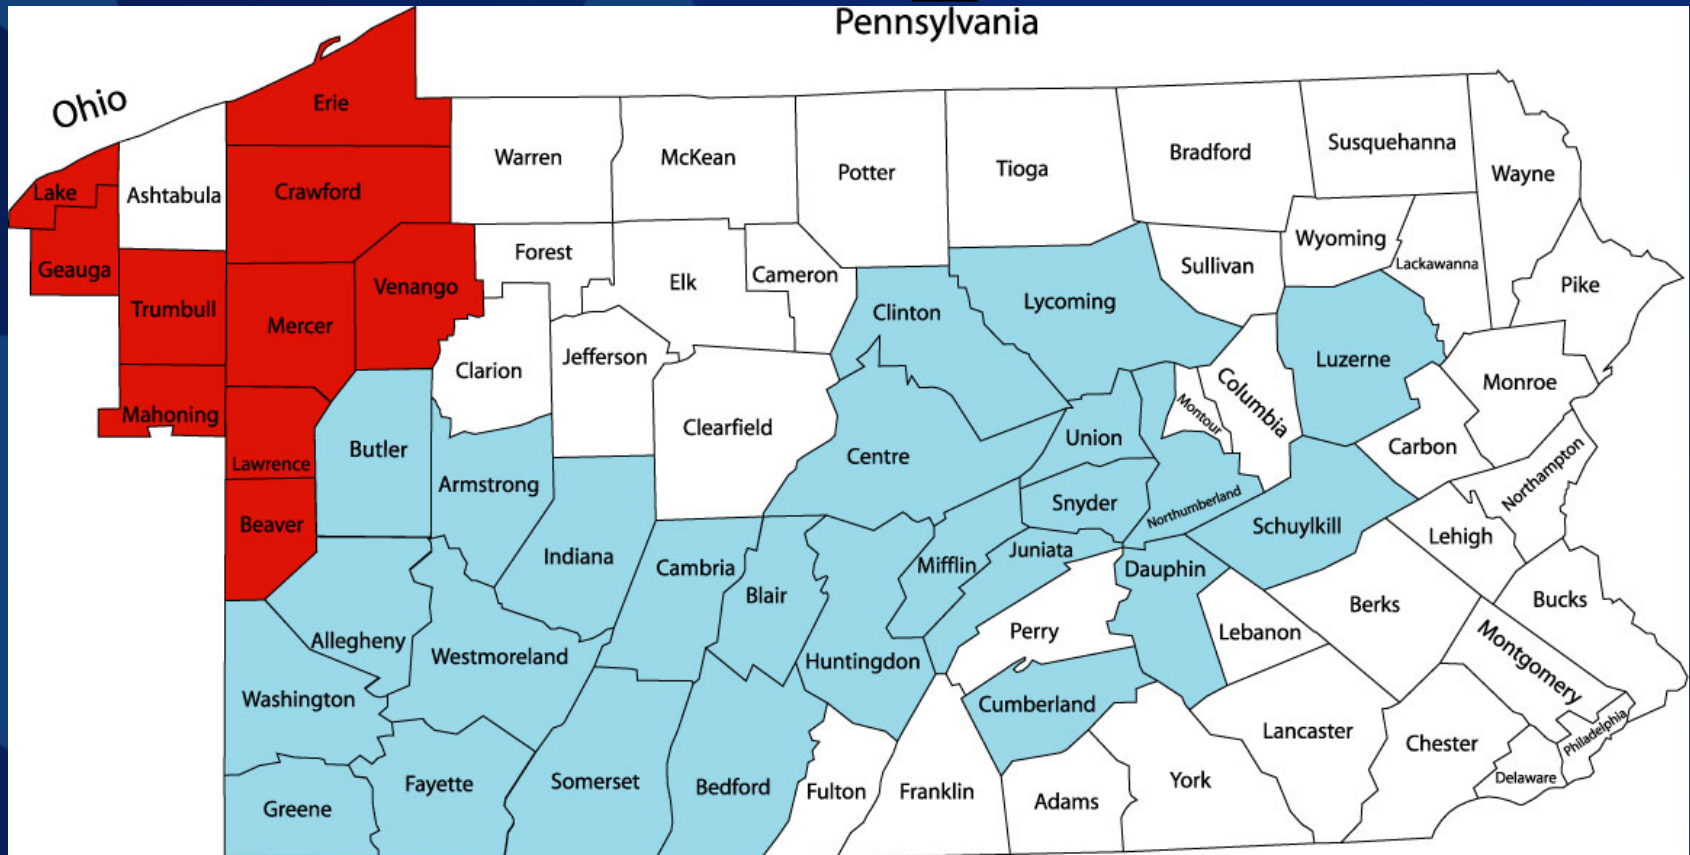 Pennsylvania
Ohio
Erie
Lake
Ashtabula
Crawford
Warren
McKean
Potter
Tioga
Bradford
Susquehanna
Wayne
Geauga
Trumbull
Mercer
Venango
Forest
Elk
Cameron
Clinton
Lycoming
Sullivan
Wyoming
Lackawanna
Pike
Mahoning
Lawrence
Butler
Clarion
Jefferson
Clearfield
Centre
Union
Montour
Columbia
Luzerne
Monroe
Carbon
Northampton
Beaver
Armstrong
Indiana
Cambria
Blair
Mifflin
Juniata
Snyder
Northumberland
Schuylkill
Lehigh
Allegheny
Westmoreland
Huntingdon
Perry
Dauphin
Lebanon
Berks
Bucks
Montgomery
Washington
Cumberland
Lancaster
Chester
Philadelphia
Delaware
Greene
Fayette
Somerset
Bedford
Fulton
Franklin
Adams
York